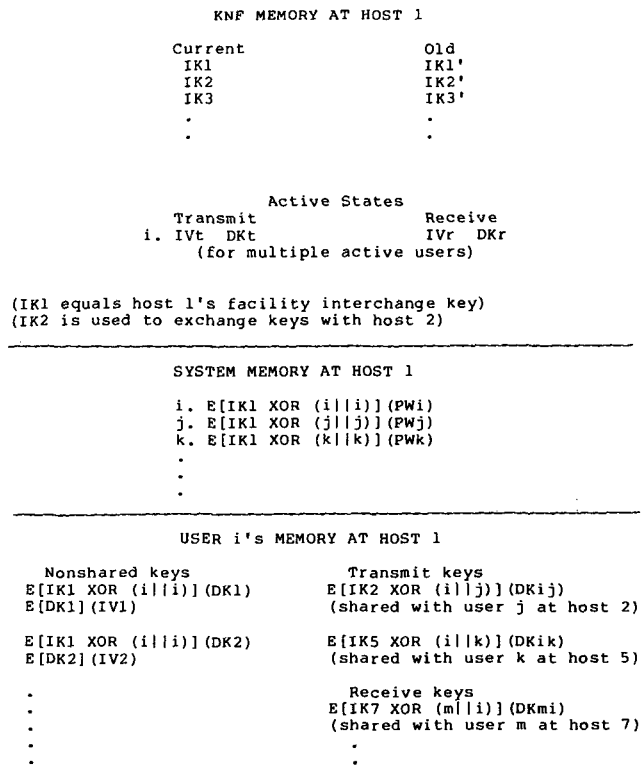 KNF MEMORY AT HOST 1
Current Old
IK1 IK1'
IK2 IK2'
IK3 IK3'
. .
. .
Active States
Transmit Receive
i. IVt DKt IVr DKr
(for multiple active users)
(IK1 equals host 1's facility interchange key)
(IK2 is used to exchange keys with host 2)
SYSTEM MEMORY AT HOST 1
i. E[IK1 XOR (i||i)](PWi)
j. E[IK1 XOR (j||j)](PWj)
k. E[IK1 XOR (k||k)](PWk)
.
.
.
USER i's MEMORY AT HOST 1
Nonshared keys Transmit keys
E[IK1 XOR (i||i)](DK1) E[IK2 XOR (i||j)](DKij)
E[DK1](IV1) (shared with user j at host 2)
E[IK1 XOR (i||i)](DK2) E[IK5 XOR (i||k)](DKik)
E[DK2](IV2) (shared with user k at host 5)
. Receive keys
. E[IK7 XOR (m||i)](DKmi)
. (shared with user m at host 7)
. .
. .